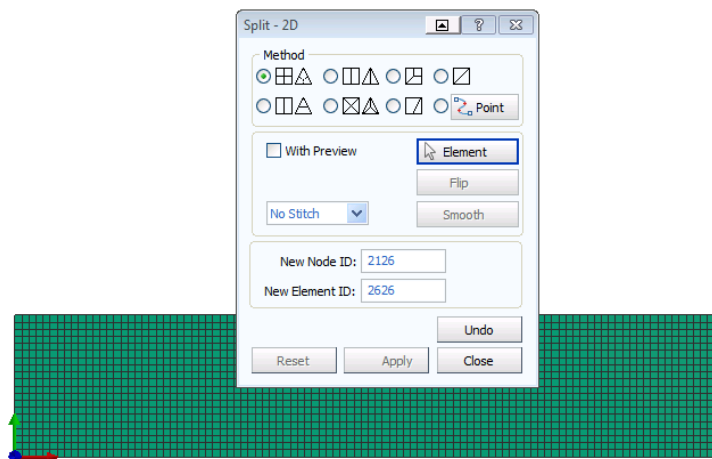 Split - 2D
Method
Point
With Preview
Element
Flip
No Stitch
Smooth
New Node ID: 2126
New Element ID: 2626
Undo
Reset
Apply
Close